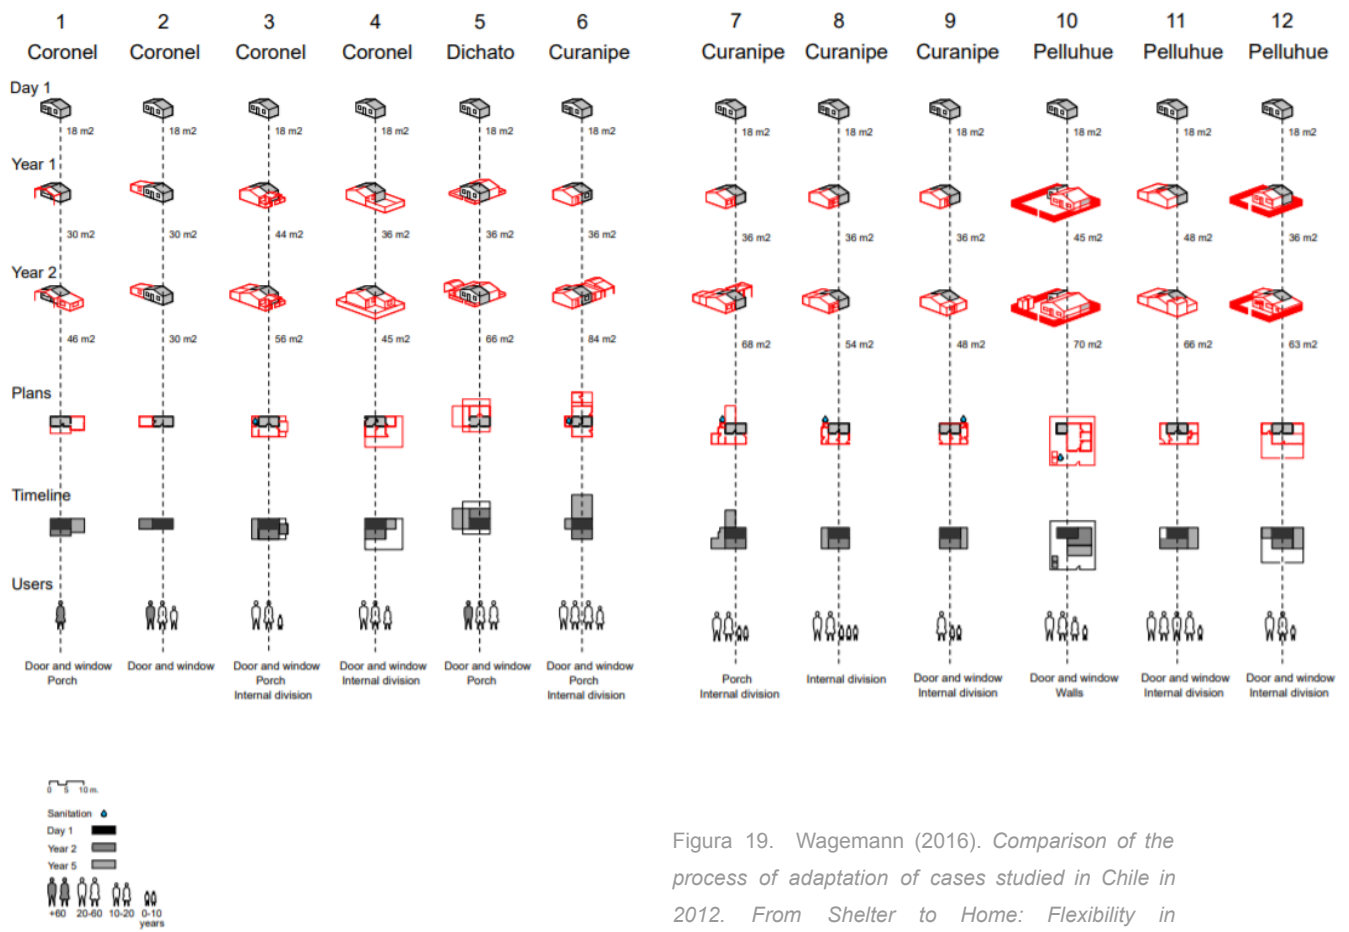 1 2 3 4 5 6 7 8 9 10 11 12
Coronel Coronel Coronel Coronel Dichato Curanipe Curanipe Curanipe Curanipe Pelluhue Pelluhue Pelluhue
Day 1
18 m2 18 m2 18 m2 18 m2 18 m2 18 m2 18 m2 18 m2 18 m2 18 m2 18 m2 18 m2
Year 1
30 m2 30 m2 44 m2 36 m2 36 m2 36 m2 36 m2 36 m2 36 m2 45 m2 48 m2 36 m2
Year 2
46 m2 30 m2 56 m2 45 m2 66 m2 84 m2 68 m2 54 m2 48 m2 70 m2 66 m2 63 m2
Plans
Timeline
Users
Door and window Door and window Door and window Door and window Door and window Door and window Porch Internal division Door and window Door and window Door and window Door and window
Porch Porch Internal division Porch Porch Internal division Internal division Walls Internal division Internal division
Internal division Internal division
0 5 10 m.
Sanitation
Day 1
Year 2
Year 5
+60 20-60 10-20 0-10
years
Figura 19. Wagemann (2016). Comparison of the
process of adaptation of cases studied in Chile in
2012. From Shelter to Home: Flexibility in